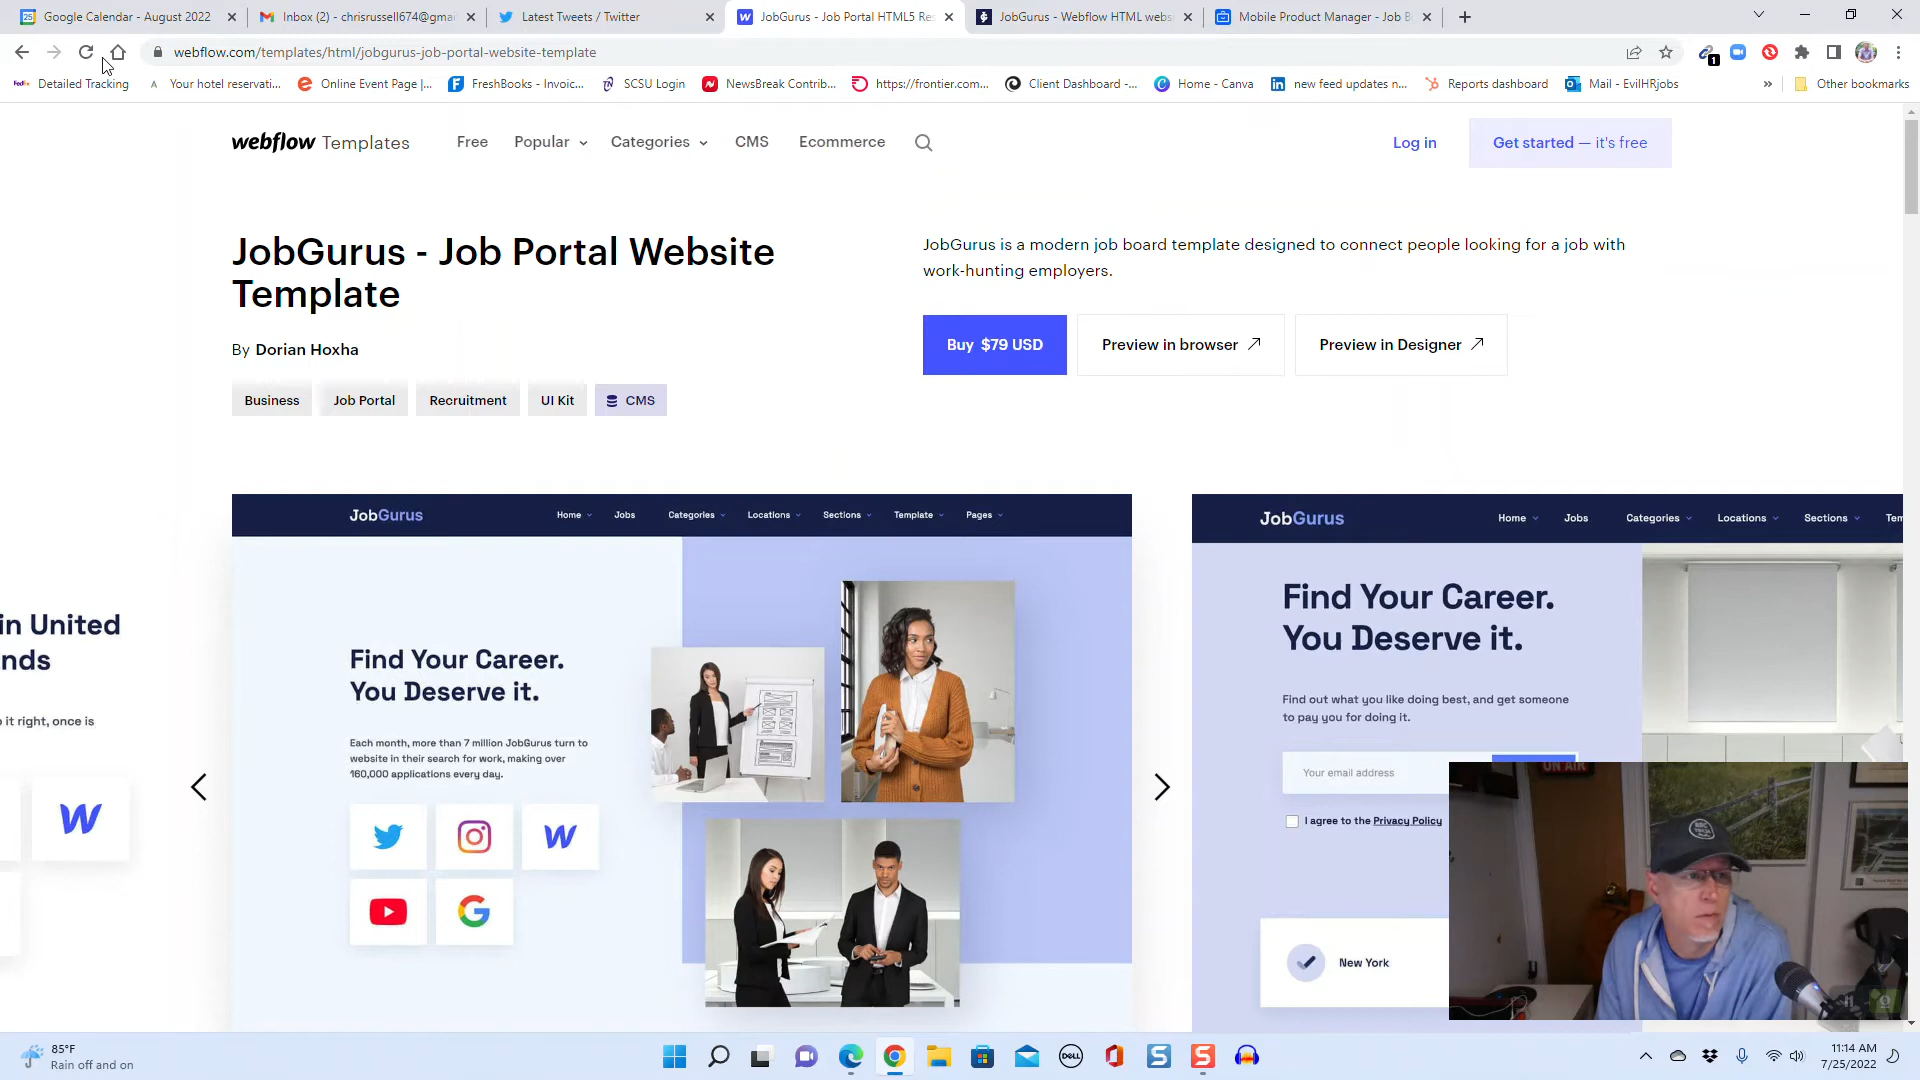 Google Calendar - August 2022
Inbox (2) - chrisrussell674@gma
Latest Tweets / Twitter
JobGurus - Job Portal HTML5 Res
JobGurus - Webflow HTML webs
Mobile Product Manager - Job B
webflow.com/templates/html/jobgurus-job-portal-website-template
1
FedEx Detailed Tracking
Your hotel reservati...
Online Event Page |...
FreshBooks - Invoic...
SCSU Login
NewsBreak Contrib...
https://frontier.com...
Client Dashboard -...
Home - Canva
new feed updates n...
Reports dashboard
Mail - EvilHRjobs
»
Other bookmarks
webflow Templates
Free
Popular
Categories
CMS
Ecommerce
Log in
Get started — it's free
JobGurus - Job Portal Website
Template
By Dorian Hoxha
Business
Job Portal
Recruitment
UI Kit
CMS
JobGurus is a modern job board template designed to connect people looking for a job with
work-hunting employers.
Buy $79 USD
Preview in browser
Preview in Designer
in United
nds
o it right, once is
JobGurus
Home
Jobs
Categories
Locations
Sections
Template
Pages
Find Your Career.
You Deserve it.
Each month, more than 7 million JobGurus turn to
website in their search for work, making over
160,000 applications every day.
JobGurus
Home
Jobs
Categories
Locations
Sections
Tem
Find Your Career.
You Deserve it.
Find out what you like doing best, and get someone
to pay you for doing it.
Your email address
I agree to the Privacy Policy
New York
ON AIR
85°F
Rain off and on
DELL
11:14 AM
7/25/2022